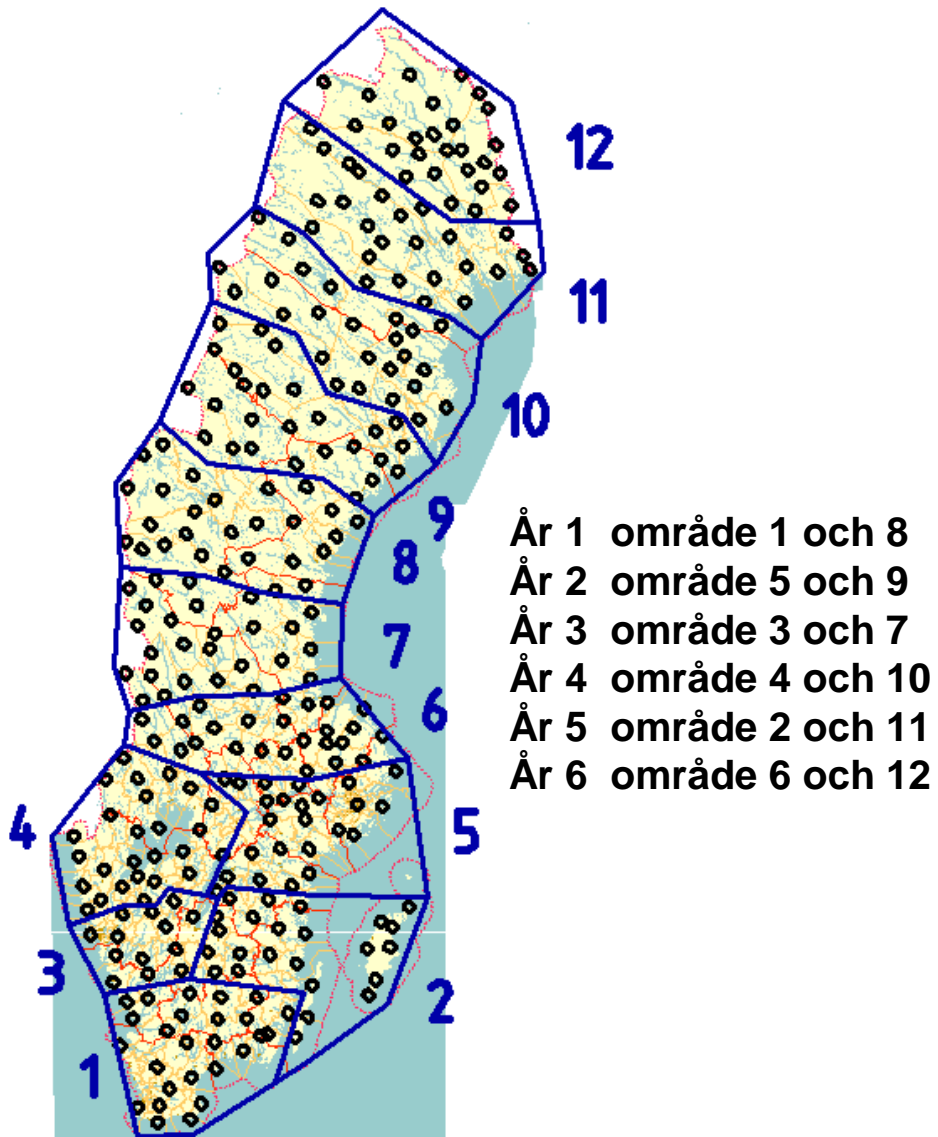 12
11
10
9
8
7
6
5
4
3
2
1
År 1 område 1 och 8
År 2 område 5 och 9
År 3 område 3 och 7
År 4 område 4 och 10
År 5 område 2 och 11
År 6 område 6 och 12